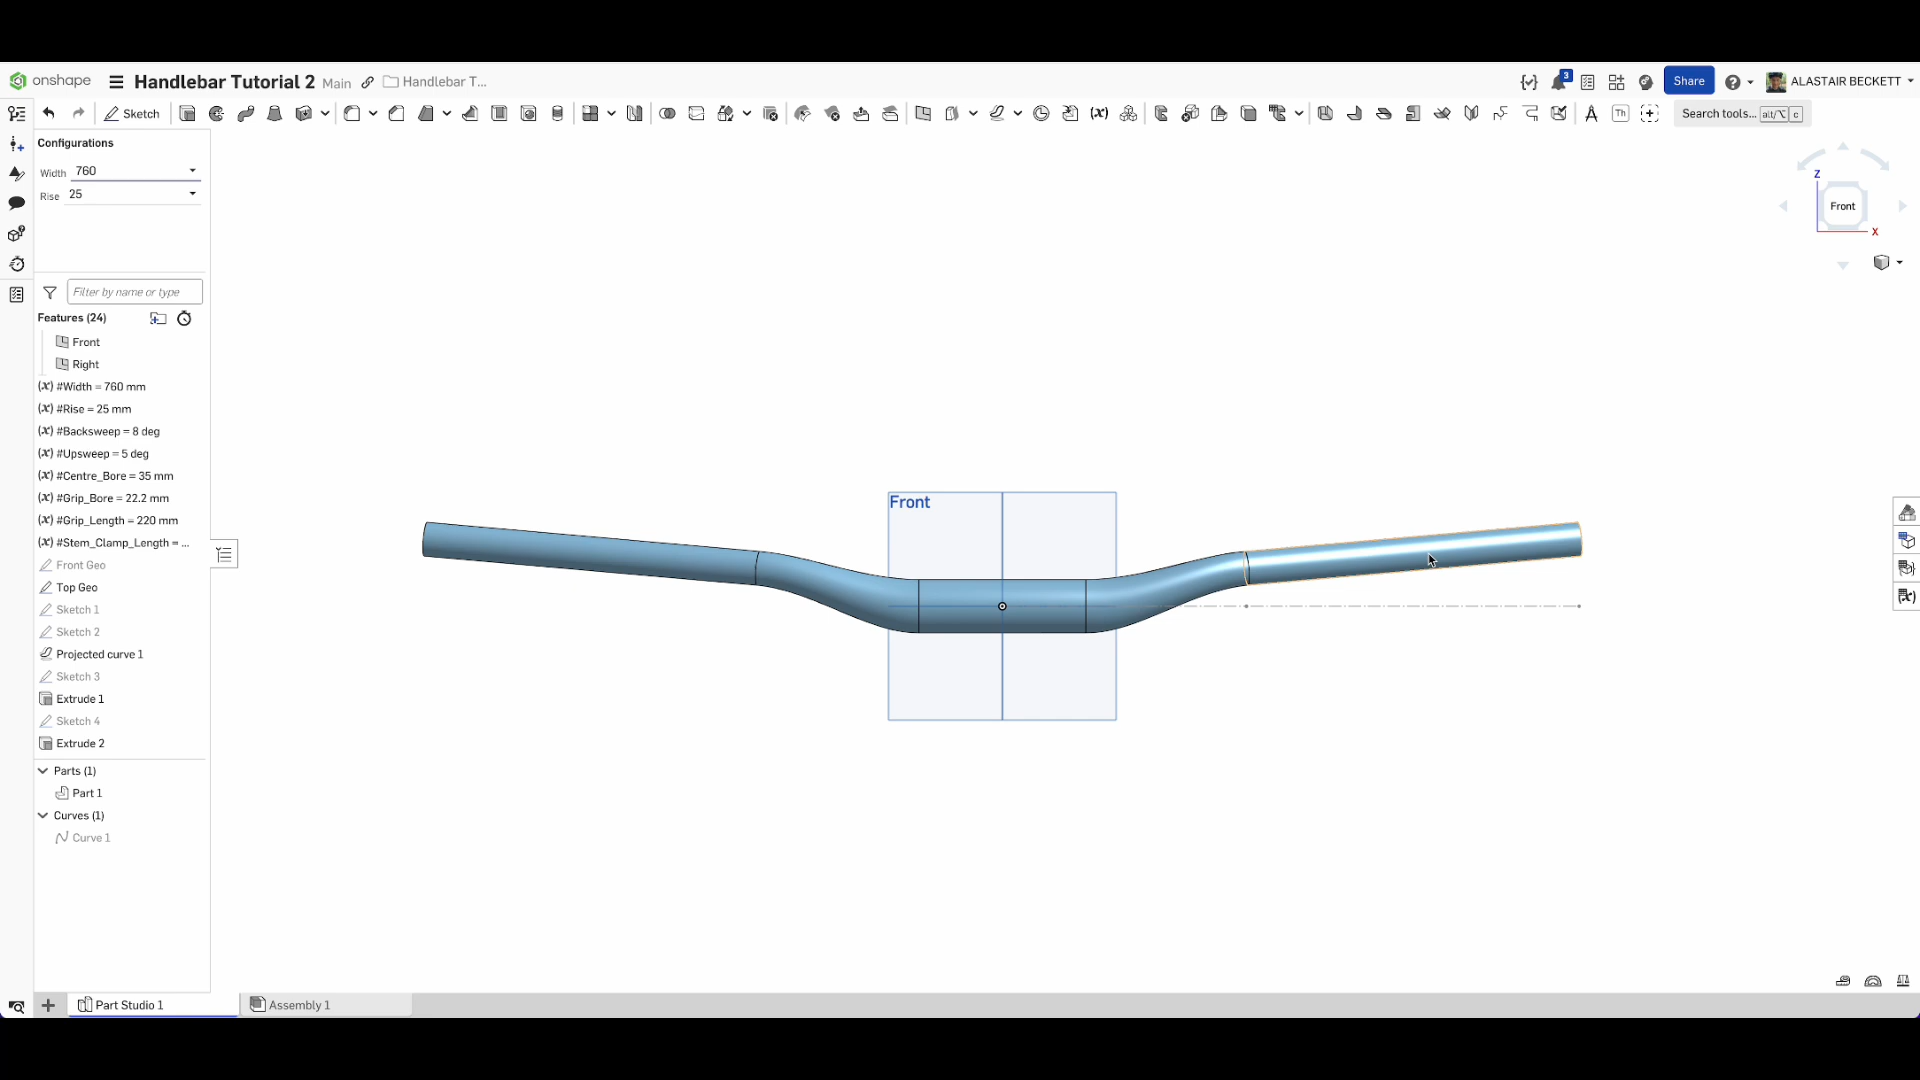 onshape Handlebar Tutorial 2 Main Handlebar T... 3 Share ALASTAIR BECKETT
Sketch Search tools... alt/⌥ c
Configurations
Width 760
Rise 25
Filter by name or type
Features (24)
Front
Right
(x) #Width = 760 mm
(x) #Rise = 25 mm
(x) #Backsweep = 8 deg
(x) #Upsweep = 5 deg
(x) #Centre_Bore = 35 mm
(x) #Grip_Bore = 22.2 mm
(x) #Grip_Length = 220 mm
(x) #Stem_Clamp_Length = ...
Front Geo
Top Geo
Sketch 1
Sketch 2
Projected curve 1
Sketch 3
Extrude 1
Sketch 4
Extrude 2
Parts (1)
Part 1
Curves (1)
Curve 1
Front
Z
Front
X
Part Studio 1 Assembly 1